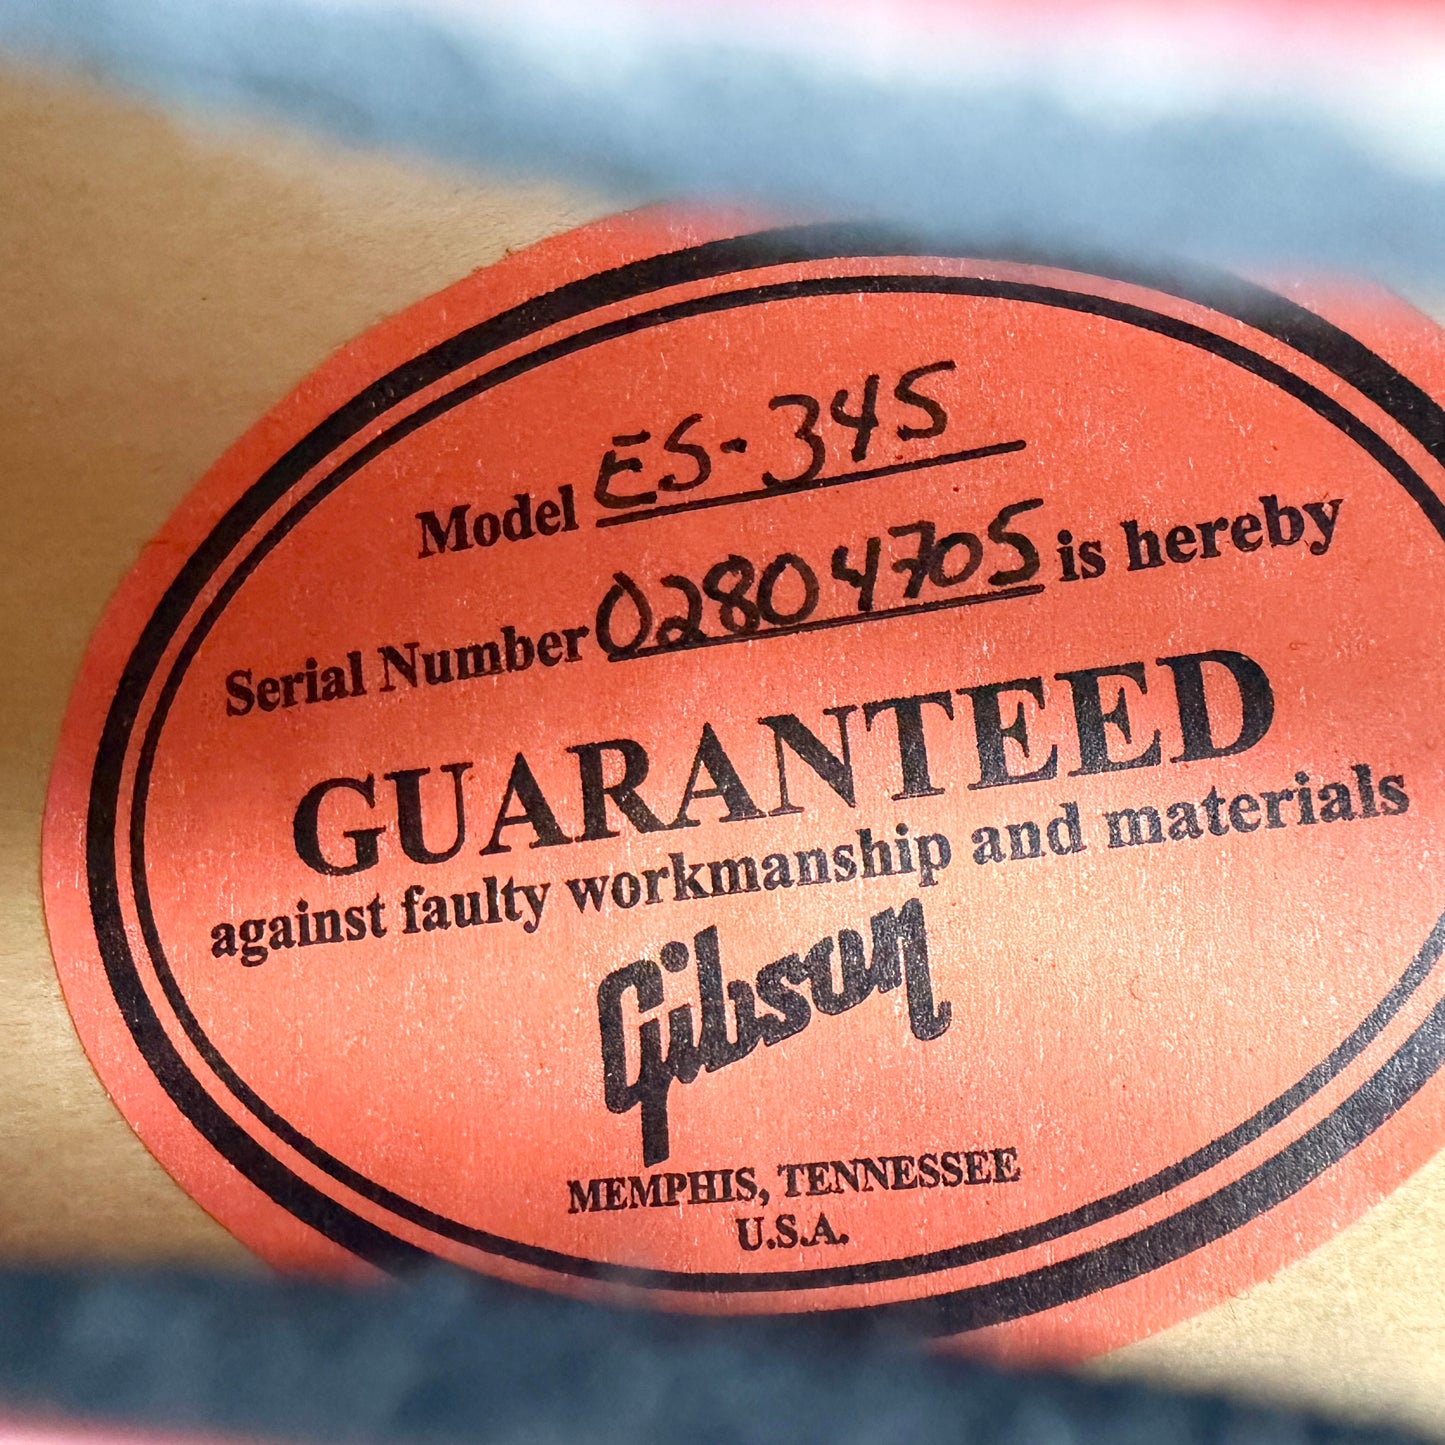 Model ES-345
Serial Number 02804705 is hereby
GUARANTEED
against faulty workmanship and materials
Gibson
MEMPHIS, TENNESSEE
U.S.A.